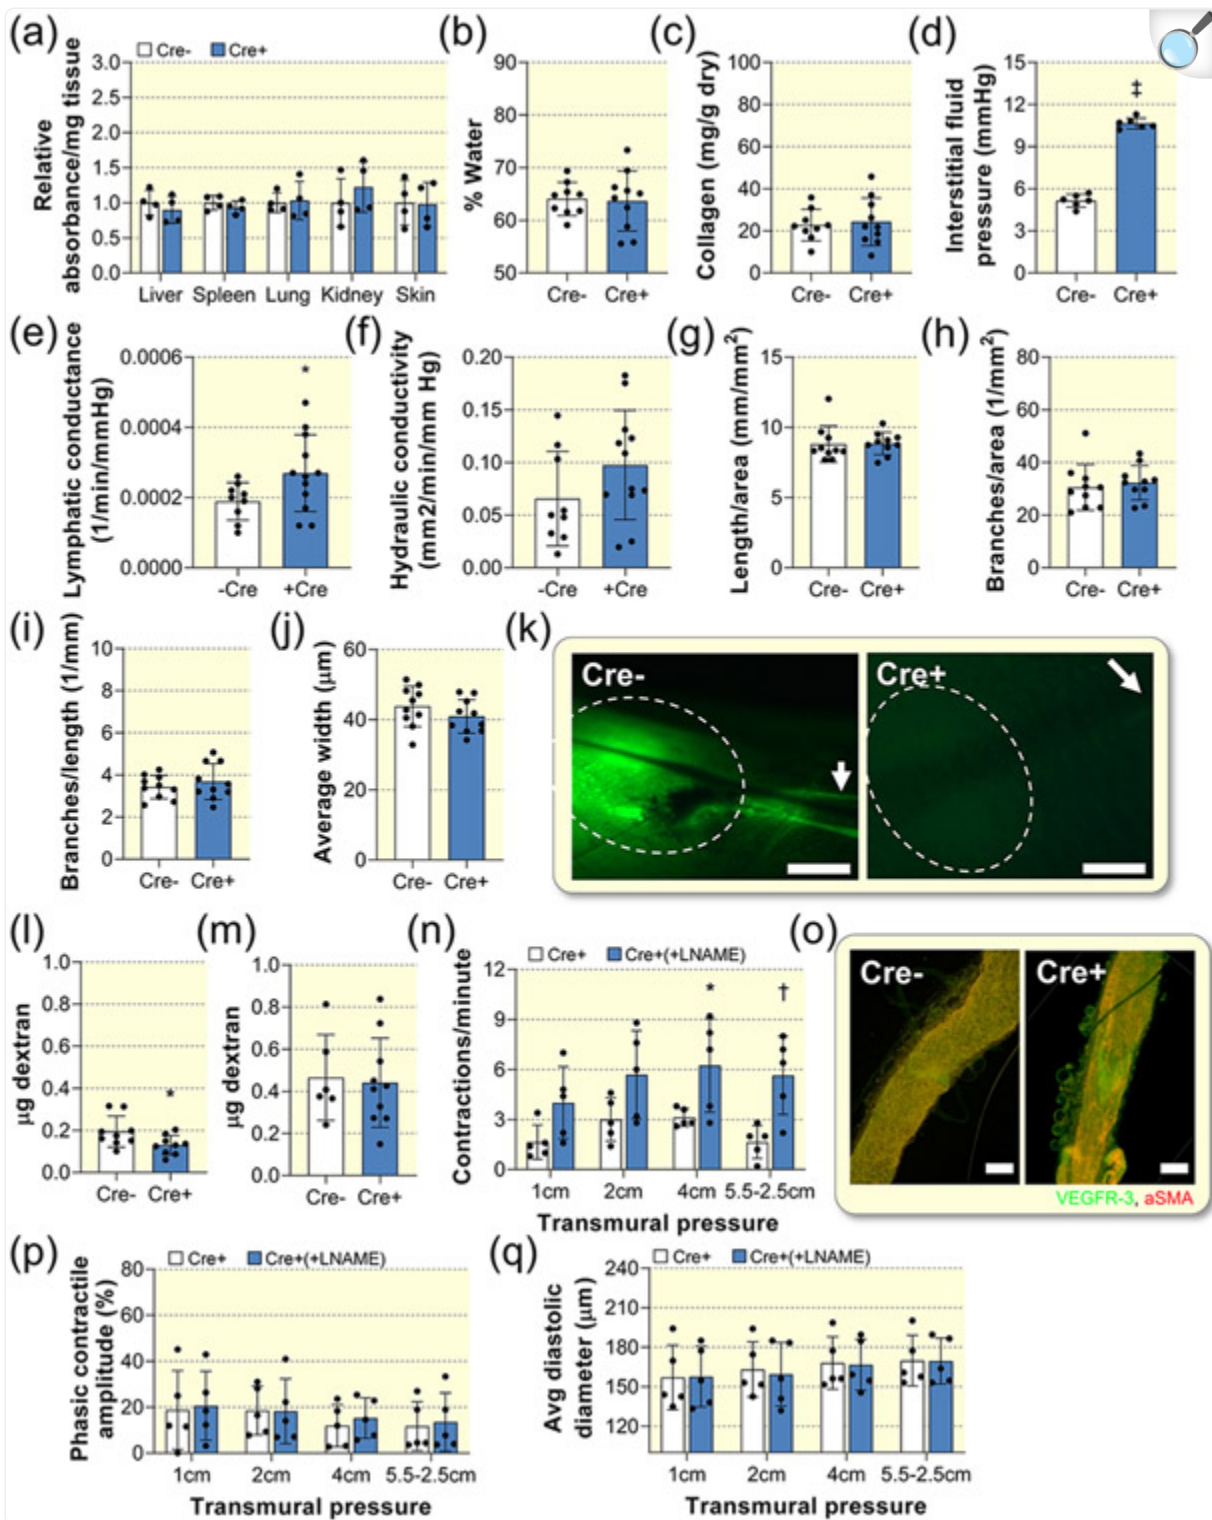 (a)
Cre- Cre+
Relative
absorbance/mg tissue
3.0
2.5
2.0
1.5
1.0
0.5
0.0
Liver Spleen Lung Kidney Skin
(b)
% Water
90
80
70
60
50
Cre- Cre+
(c)
Collagen (mg/g dry)
100
80
60
40
20
0
Cre- Cre+
(d)
Interstitial fluid
pressure (mmHg)
15
12
9
6
3
0
‡
Cre- Cre+
(e)
Lymphatic conductance
(1/min/mmHg)
0.0006
0.0004
0.0002
0.0000
*
-Cre +Cre
(f)
Hydraulic conductivity
(mm2/min/mm Hg)
0.20
0.15
0.10
0.05
0.00
-Cre +Cre
(g)
Length/area (mm/mm²)
15
10
5
0
Cre- Cre+
(h)
Branches/area (1/mm²)
80
60
40
20
0
Cre- Cre+
(i)
Branches/length (1/mm)
10
8
6
4
2
0
Cre- Cre+
(j)
Average width (μm)
60
40
20
0
Cre- Cre+
(k)
Cre-
Cre+
(l)
μg dextran
1.0
0.8
0.6
0.4
0.2
0.0
*
Cre- Cre+
(m)
μg dextran
1.0
0.8
0.6
0.4
0.2
0.0
Cre- Cre+
(n)
Cre+ Cre+(+LNAME)
Contractions/minute
12
9
6
3
0
* †
1cm 2cm 4cm 5.5-2.5cm
Transmural pressure
(o)
Cre-
Cre+
VEGFR-3, aSMA
(p)
Cre+ Cre+(+LNAME)
Phasic contractile
amplitude (%)
80
60
40
20
0
1cm 2cm 4cm 5.5-2.5cm
Transmural pressure
(q)
Cre+ Cre+(+LNAME)
Avg diastolic
diameter (μm)
240
210
180
150
120
1cm 2cm 4cm 5.5-2.5cm
Transmural pressure